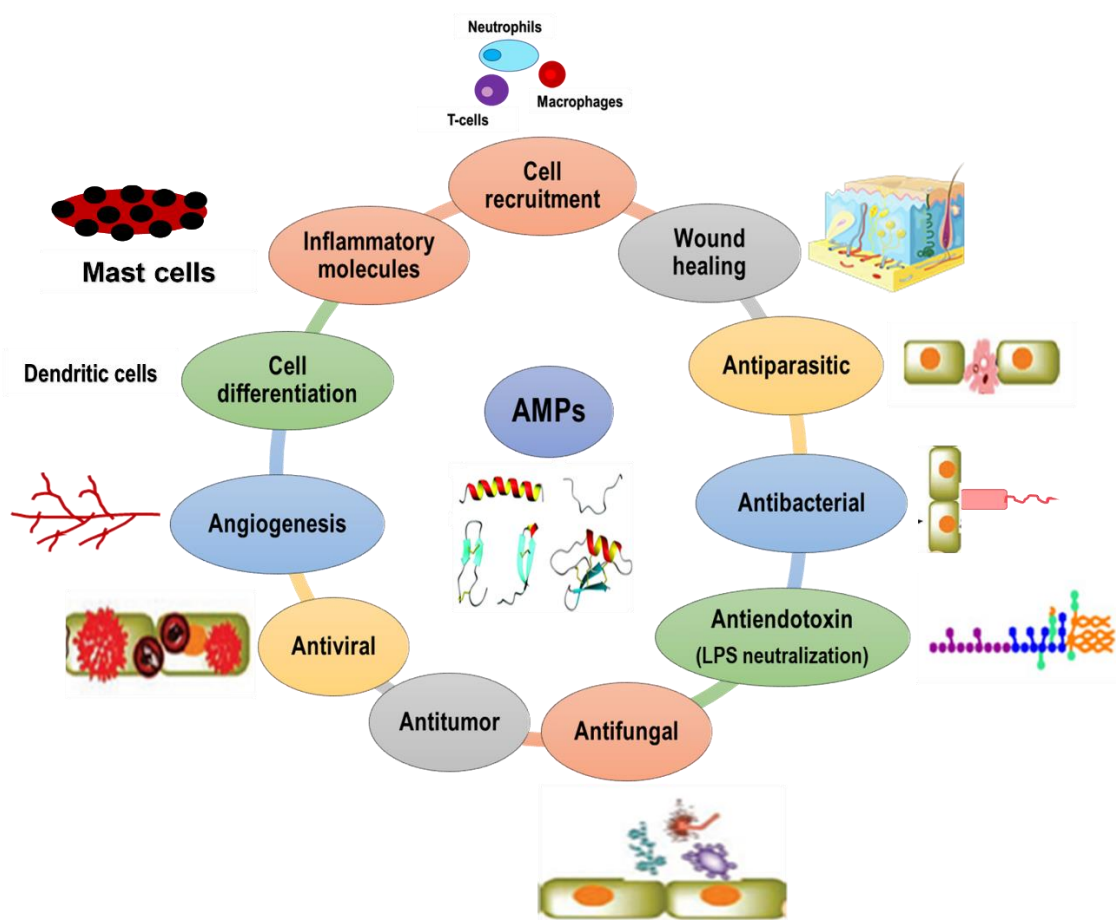 Neutrophils
Macrophages
T-cells
Cell
recruitment
Wound
healing
Inflammatory
molecules
Mast cells
Cell
differentiation
Dendritic cells
Antiparasitic
AMPs
Antibacterial
Angiogenesis
Antiendotoxin
(LPS neutralization)
Antiviral
Antitumor
Antifungal